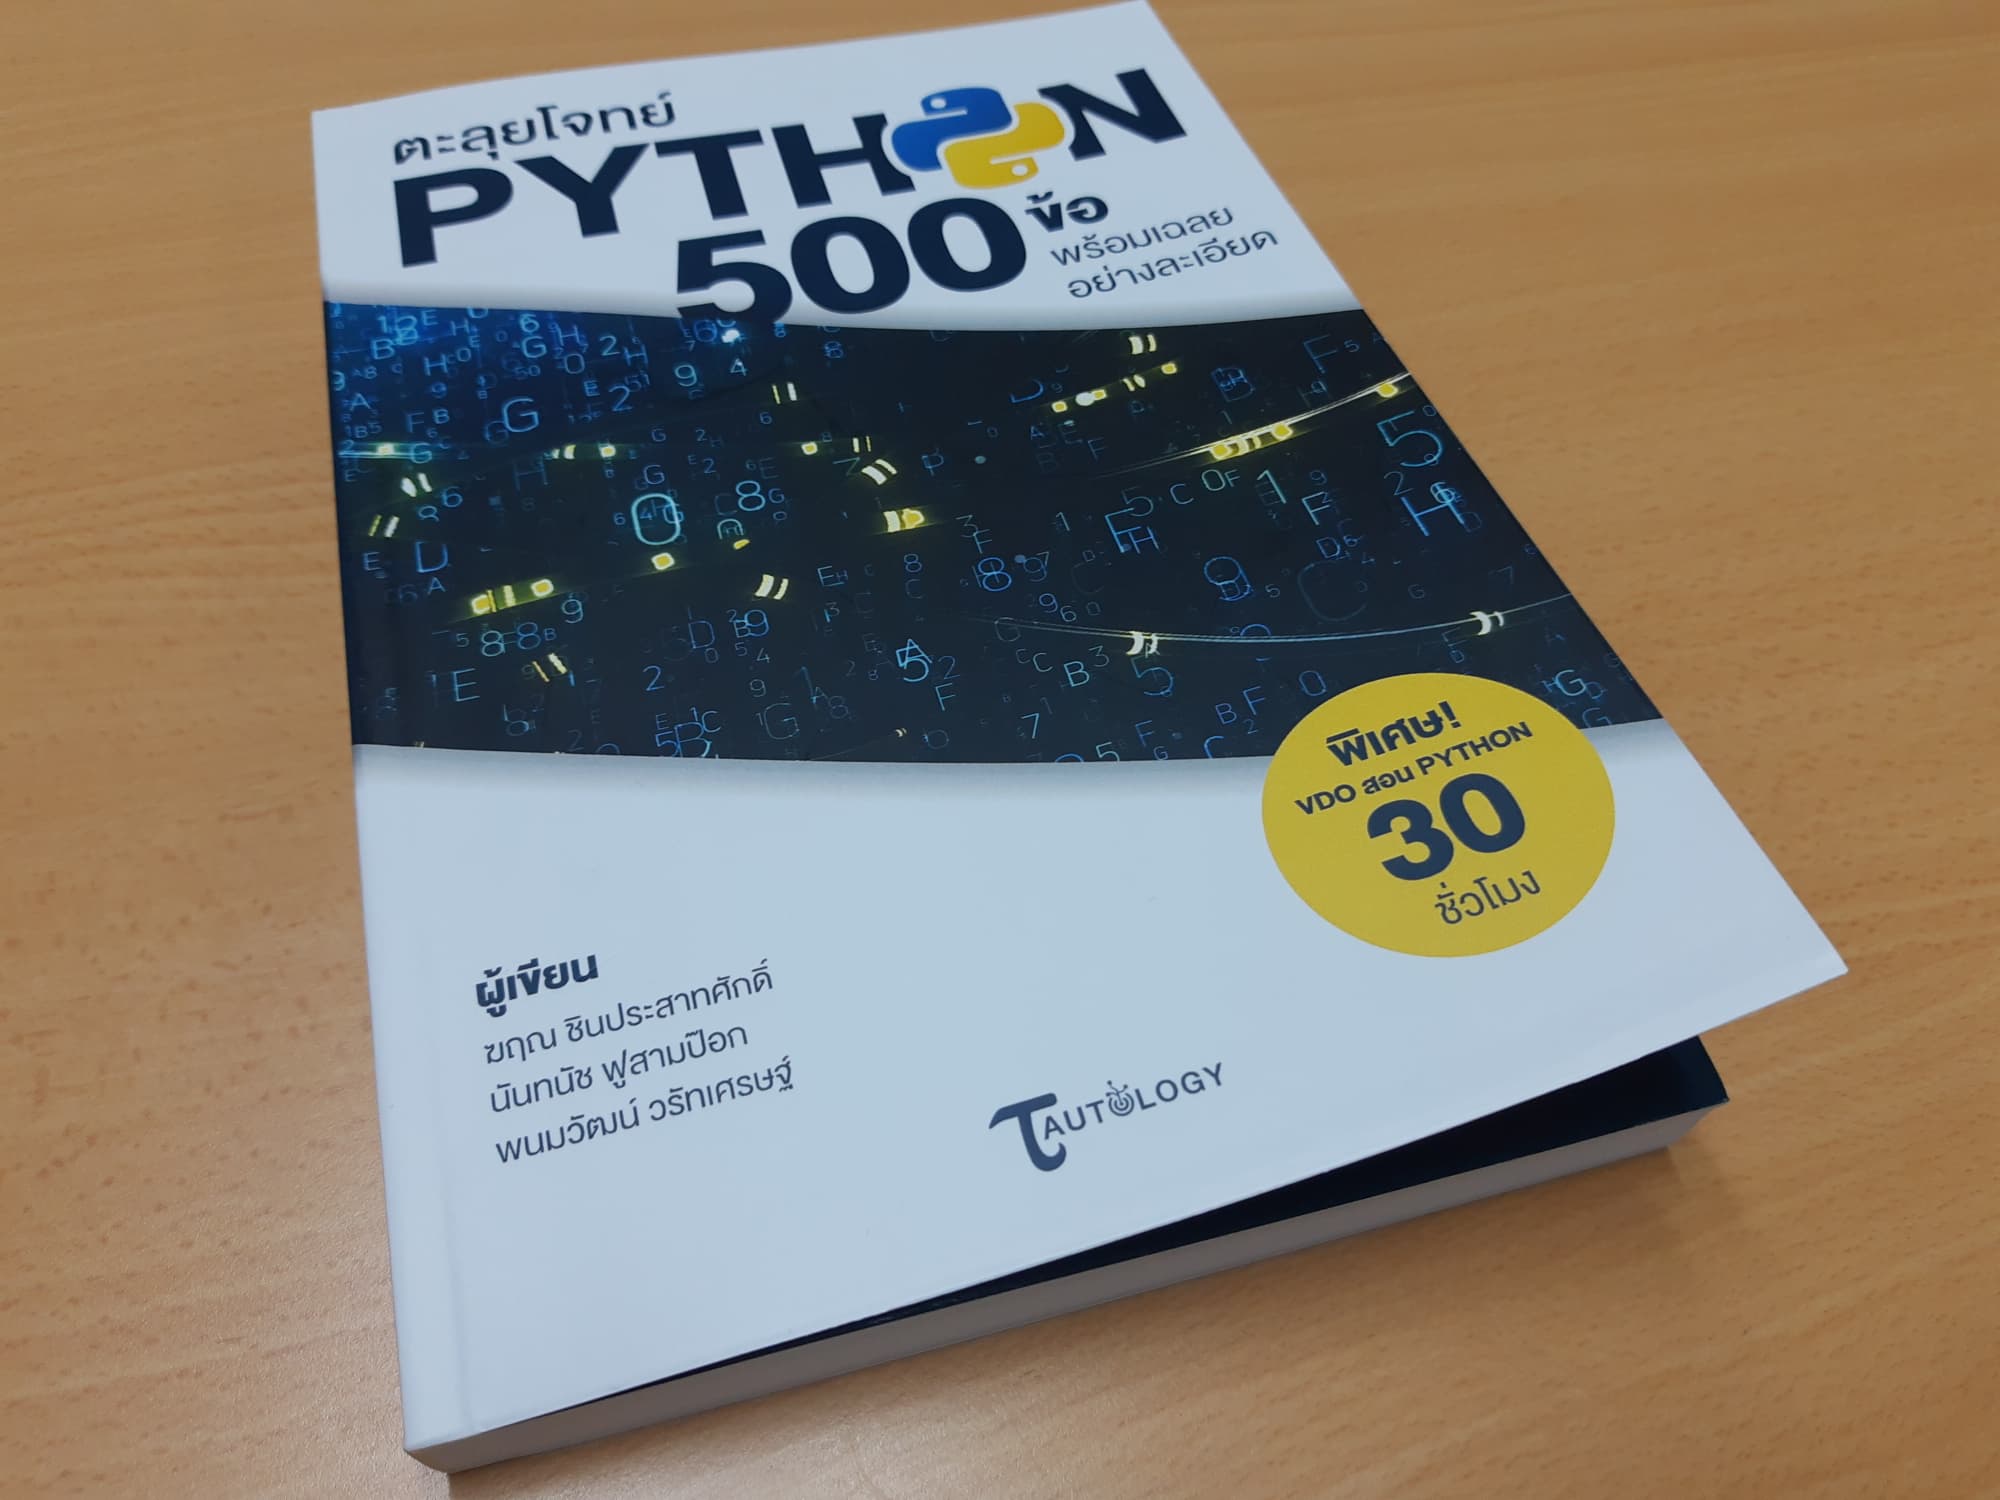 ตะลุยโจทย์
PYTHON
500 ข้อ
พร้อมเฉลย
อย่างละเอียด
พิเศษ!
VDO สอน PYTHON
30
ชั่วโมง
ผู้เขียน
ฆฤณ ชินประสาทศักดิ์
นันทนัช ฟูสามป๊อก
พนมวัฒน์ วรัทเศรษฐ์
TAUTOLOGY